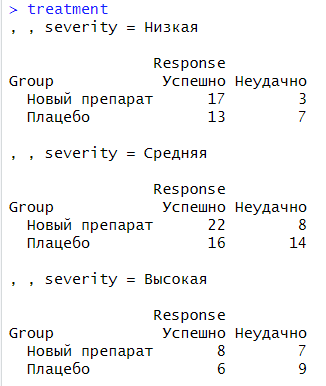 > treatment
, , severity = Низкая
Response
Group Успешно Неудачно
Новый препарат 17 3
Плацебо 13 7
, , severity = Средняя
Response
Group Успешно Неудачно
Новый препарат 22 8
Плацебо 16 14
, , severity = Высокая
Response
Group Успешно Неудачно
Новый препарат 8 7
Плацебо 6 9